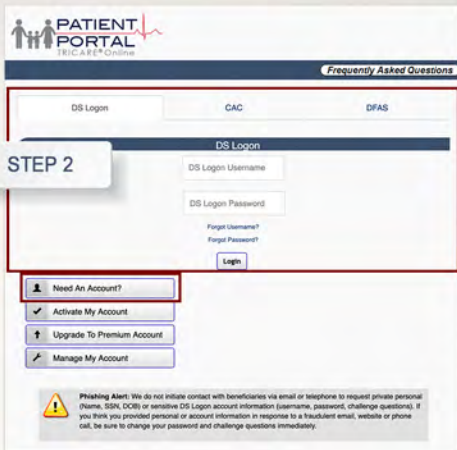 PATIENT
PORTAL
TRICARE® Online
Frequently Asked Questions
DS Logon CAC DFAS
DS Logon
STEP 2
DS Logon Username
DS Logon Password
Forgot Username?
Forgot Password?
Login
Need An Account?
Activate My Account
Upgrade To Premium Account
Manage My Account
Phishing Alert: We do not initiate contact with beneficiaries via email or telephone to request private personal
(Name, SSN, DOB) or sensitive DS Logon account information (username, password, challenge questions). If
you think you provided personal or account information in response to a fraudulent email, website or phone
call, be sure to change your password and challenge questions immediately.